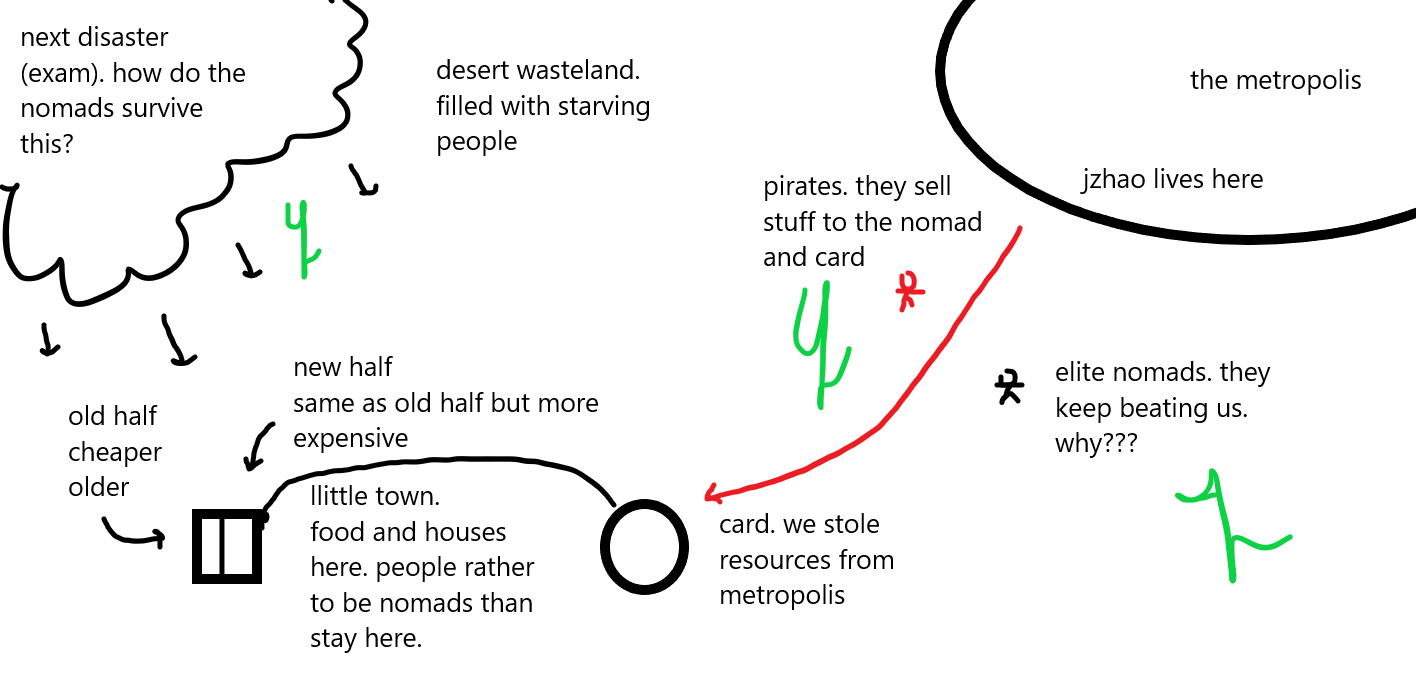 next disaster
(exam). how do the
nomads survive
this?
desert wasteland.
filled with starving
people
the metropolis
jzhao lives here
pirates. they sell
stuff to the nomad
and card
elite nomads. they
keep beating us.
why???
new half
same as old half but more
expensive
old half
cheaper
older
llittle town.
food and houses
here. people rather
to be nomads than
stay here.
card. we stole
resources from
metropolis